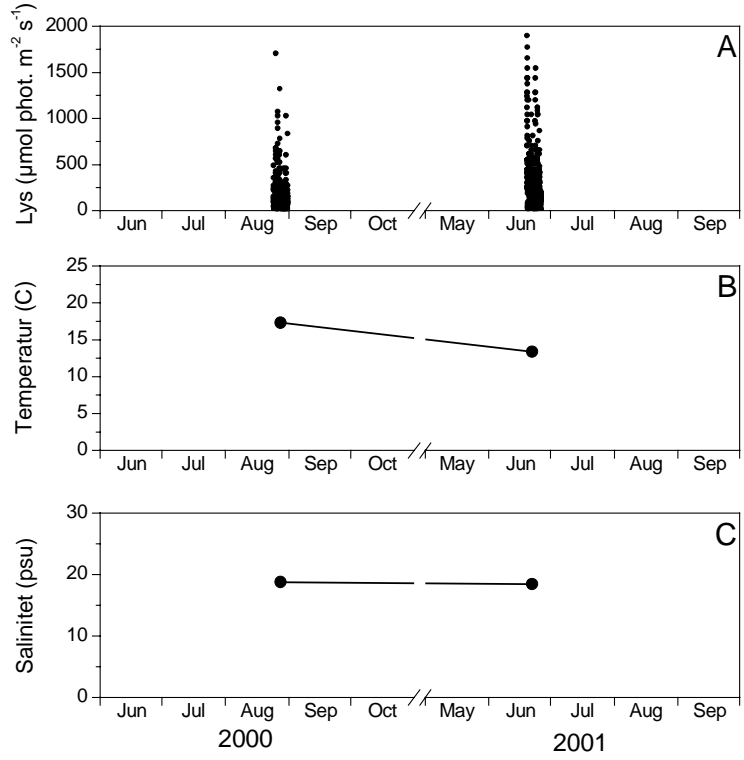 2000
A
1500
1000
500
0
Lys (µmol phot. m⁻² s⁻¹)
Jun Jul Aug Sep Oct May Jun Jul Aug Sep
25
B
20
15
10
5
0
Temperatur (C)
Jun Jul Aug Sep Oct May Jun Jul Aug Sep
30
C
20
10
0
Salinitet (psu)
Jun Jul Aug Sep Oct May Jun Jul Aug Sep
2000 2001